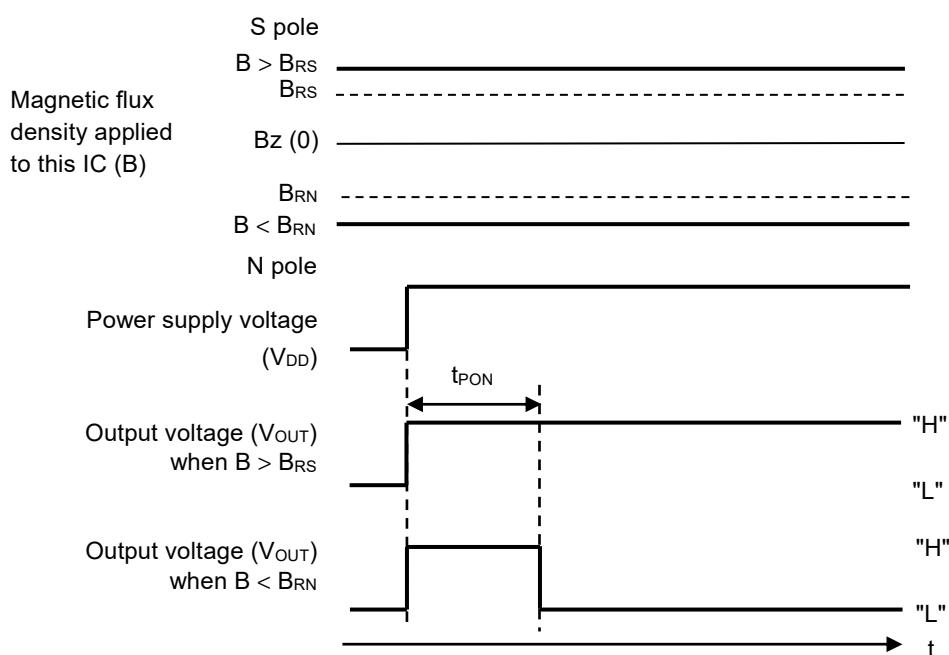 S pole
B > BRS
BRS
Magnetic flux
density applied
to this IC (B)
Bz (0)
BRN
B < BRN
N pole
Power supply voltage
(VDD)
tPON
Output voltage (VOUT)
when B > BRS
"H"
"L"
Output voltage (VOUT)
when B < BRN
"H"
"L"
t